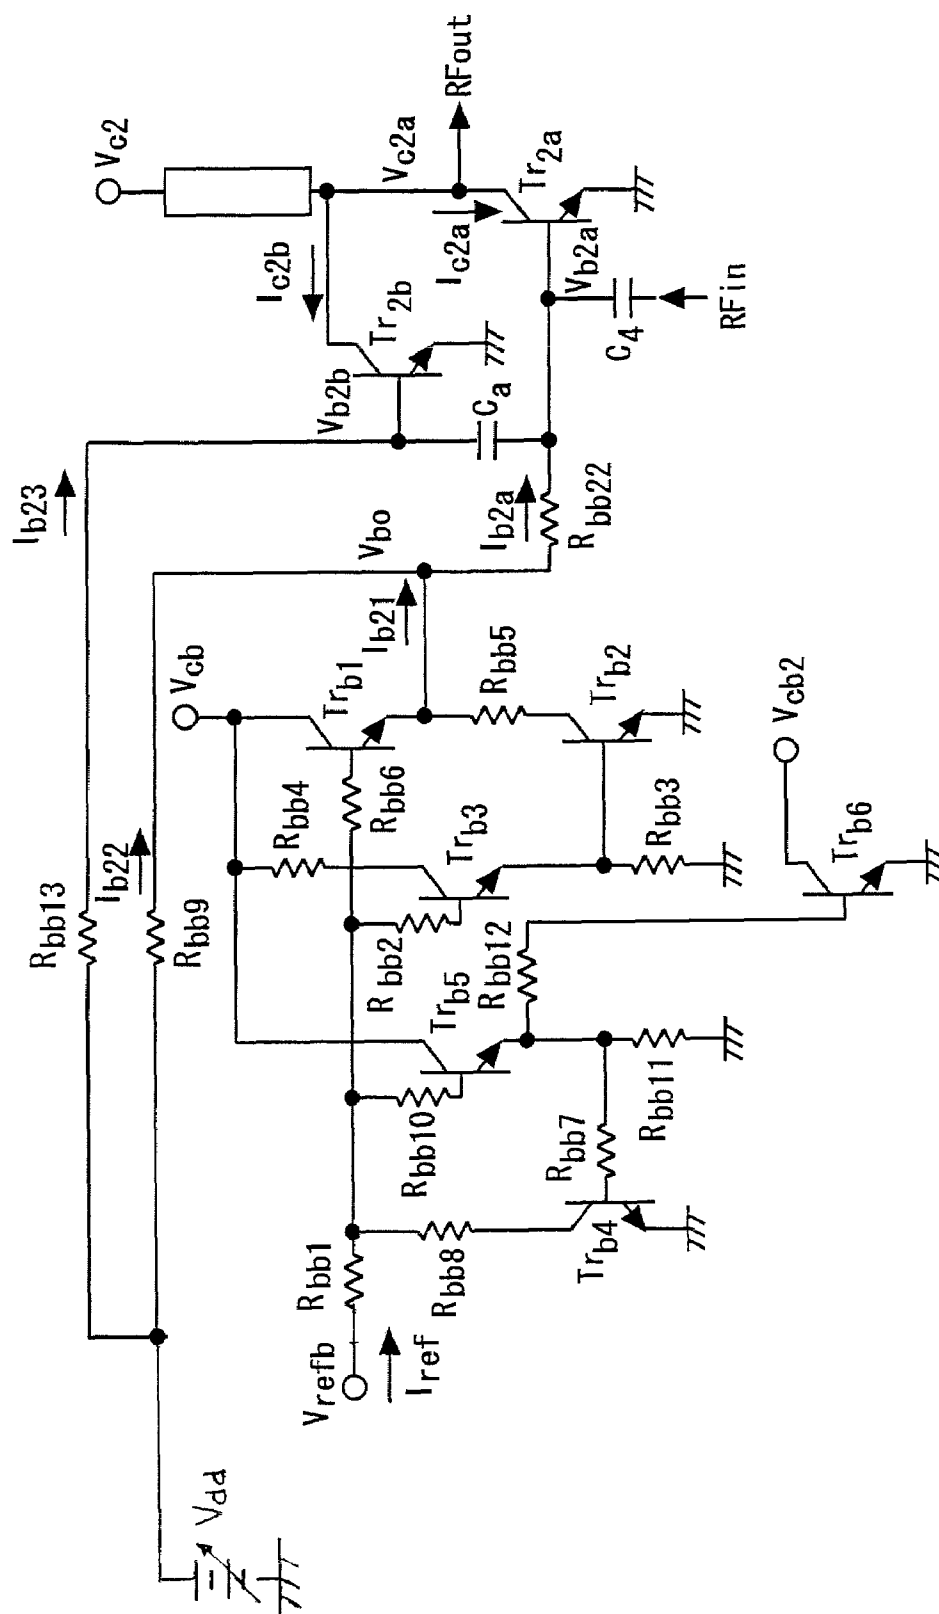 Vc2
RFout
Vc2a
Ic2b
Ic2a
Tr2a
Tr2b
Vb2b
Vb2a
Ca
C4
RFin
Ib23
Vbo
Ib2a
Rbb22
Ib21
Vcb
Trb1
Rbb5
Trb2
Vcb2
Rbb4
Rbb6
Ib22
Trb3
Rbb3
Trb6
Rbb13
Rbb9
Rbb2
Rbb12
Trb5
Rbb10
Rbb11
Rbb7
Rbb1
Rbb8
Trb4
Vrefb
Iref
Vdd